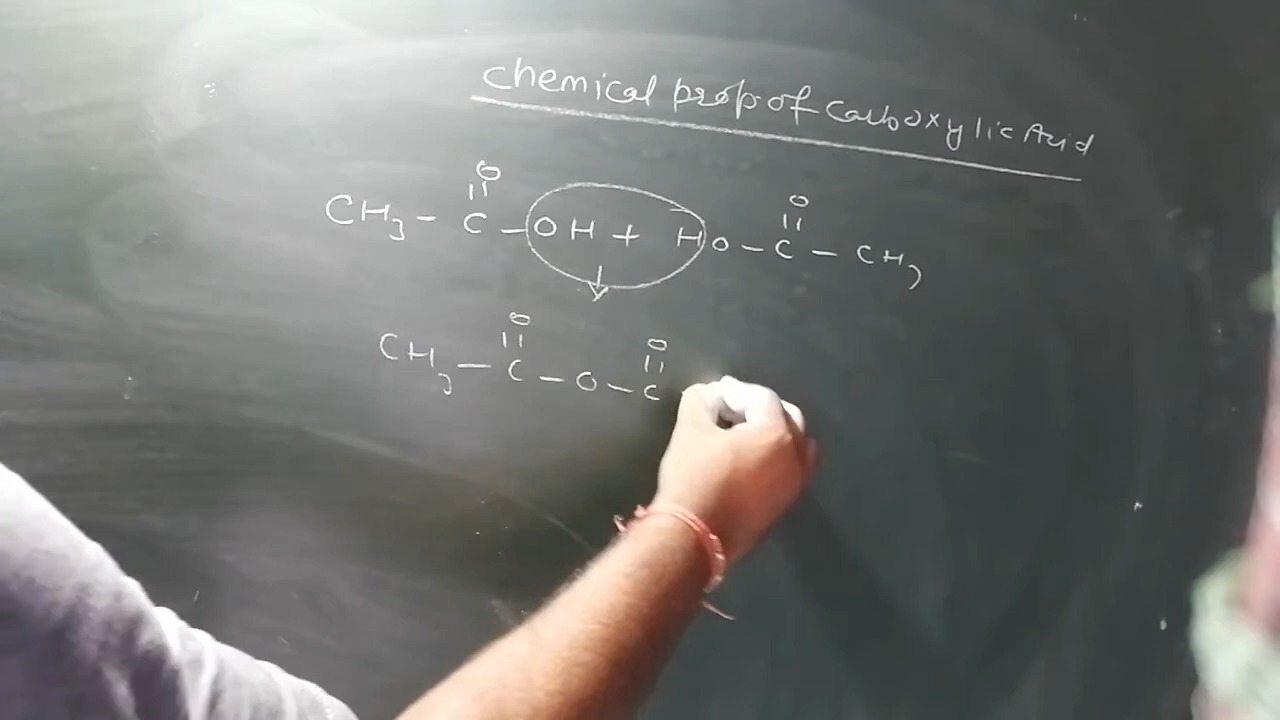 Chemical prop of Carboxylic Acid
O O
CH3 - C - OH + HO - C - CH3
O O
CH3 - C - O - C